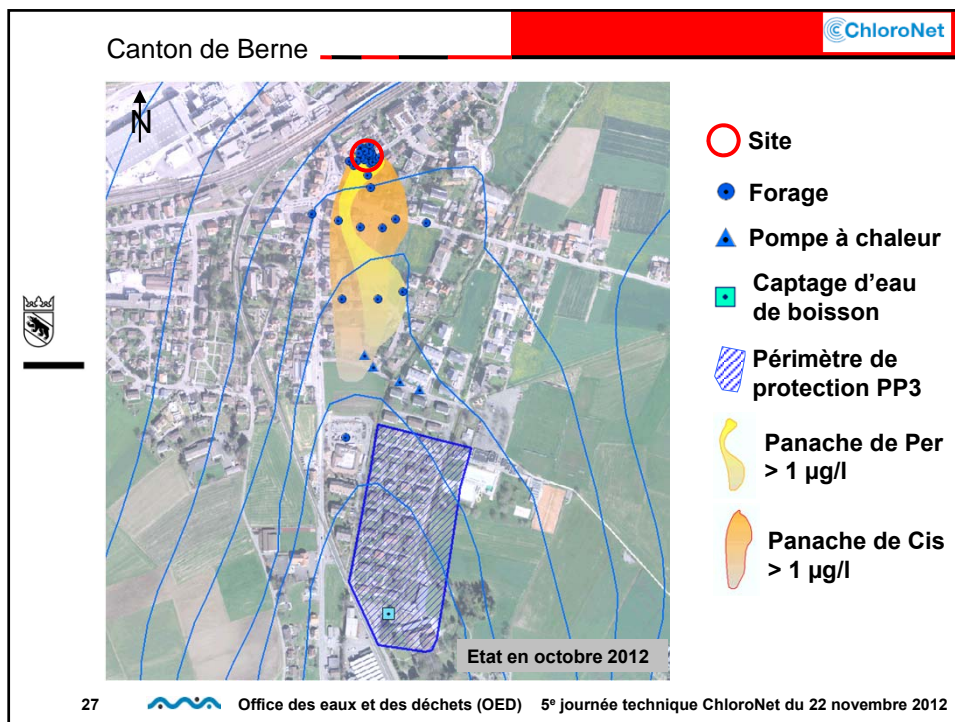 ChloroNet
Canton de Berne
N
Site
Forage
Pompe à chaleur
Captage d'eau
de boisson
Périmètre de
protection PP3
Panache de Per
> 1 µg/l
Panache de Cis
> 1 µg/l
Etat en octobre 2012
27 Office des eaux et des déchets (OED) 5e journée technique ChloroNet du 22 novembre 2012